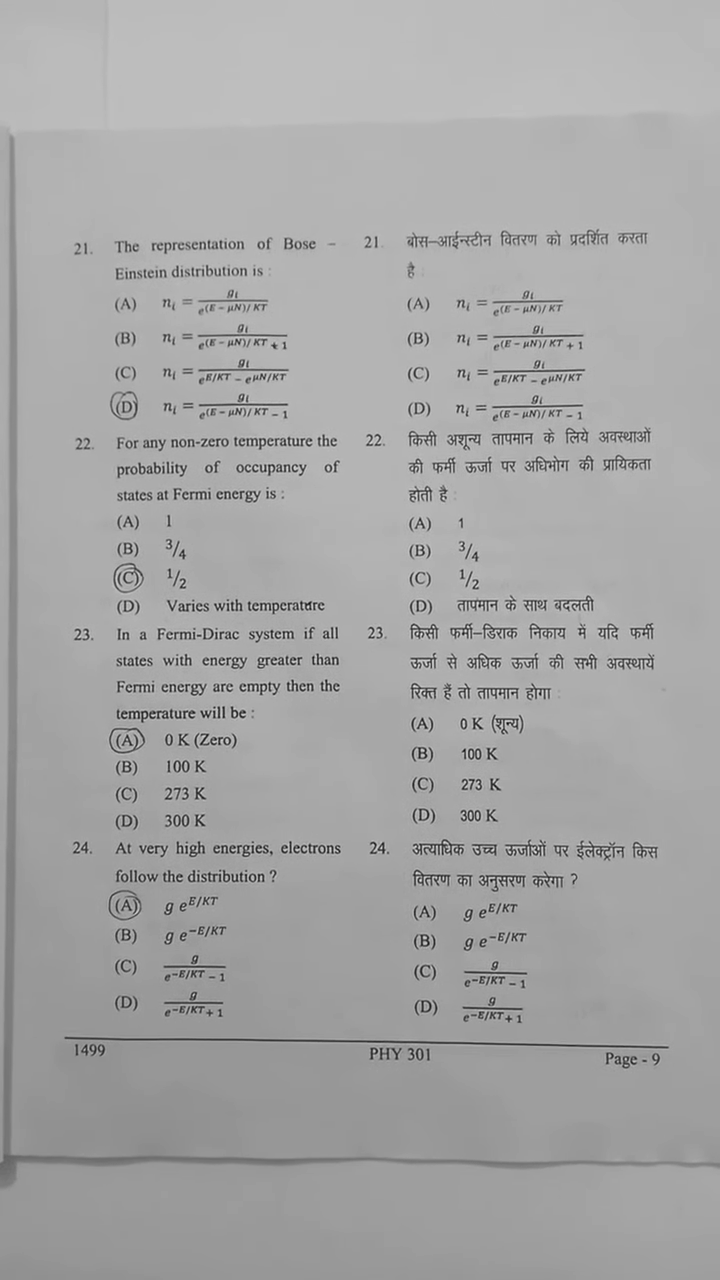 21. The representation of Bose –
Einstein distribution is :
(A) nᵢ = gᵢ / e^(E – μN)/ KT
(B) nᵢ = gᵢ / e^(E – μN)/ KT + 1
(C) nᵢ = gᵢ / e^E/KT – e^μN/KT
(D) nᵢ = gᵢ / e^(E – μN)/ KT – 1
22. For any non-zero temperature the
probability of occupancy of
states at Fermi energy is :
(A) 1
(B) 3/4
(C) 1/2
(D) Varies with temperature
23. In a Fermi-Dirac system if all
states with energy greater than
Fermi energy are empty then the
temperature will be :
(A) 0 K (Zero)
(B) 100 K
(C) 273 K
(D) 300 K
24. At very high energies, electrons
follow the distribution ?
(A) g e^E/KT
(B) g e^–E/KT
(C) g / e^–E/KT – 1
(D) g / e^–E/KT + 1
21. बोस–आईन्स्टीन वितरण को प्रदर्शित करता
है :
(A) nᵢ = gᵢ / e^(E – μN)/ KT
(B) nᵢ = gᵢ / e^(E – μN)/ KT + 1
(C) nᵢ = gᵢ / e^E/KT – e^μN/KT
(D) nᵢ = gᵢ / e^(E – μN)/ KT – 1
22. किसी अशून्य तापमान के लिये अवस्थाओं
की फर्मी ऊर्जा पर अधिभोग की प्रायिकता
होती है :
(A) 1
(B) 3/4
(C) 1/2
(D) तापमान के साथ बदलती
23. किसी फर्मी–डिराक निकाय में यदि फर्मी
ऊर्जा से अधिक ऊर्जा की सभी अवस्थायें
रिक्त हैं तो तापमान होगा :
(A) 0 K (शून्य)
(B) 100 K
(C) 273 K
(D) 300 K
24. अत्याधिक उच्च ऊर्जाओं पर ईलेक्ट्रॉन किस
वितरण का अनुसरण करेगा ?
(A) g e^E/KT
(B) g e^–E/KT
(C) g / e^–E/KT – 1
(D) g / e^–E/KT + 1
1499 PHY 301 Page - 9